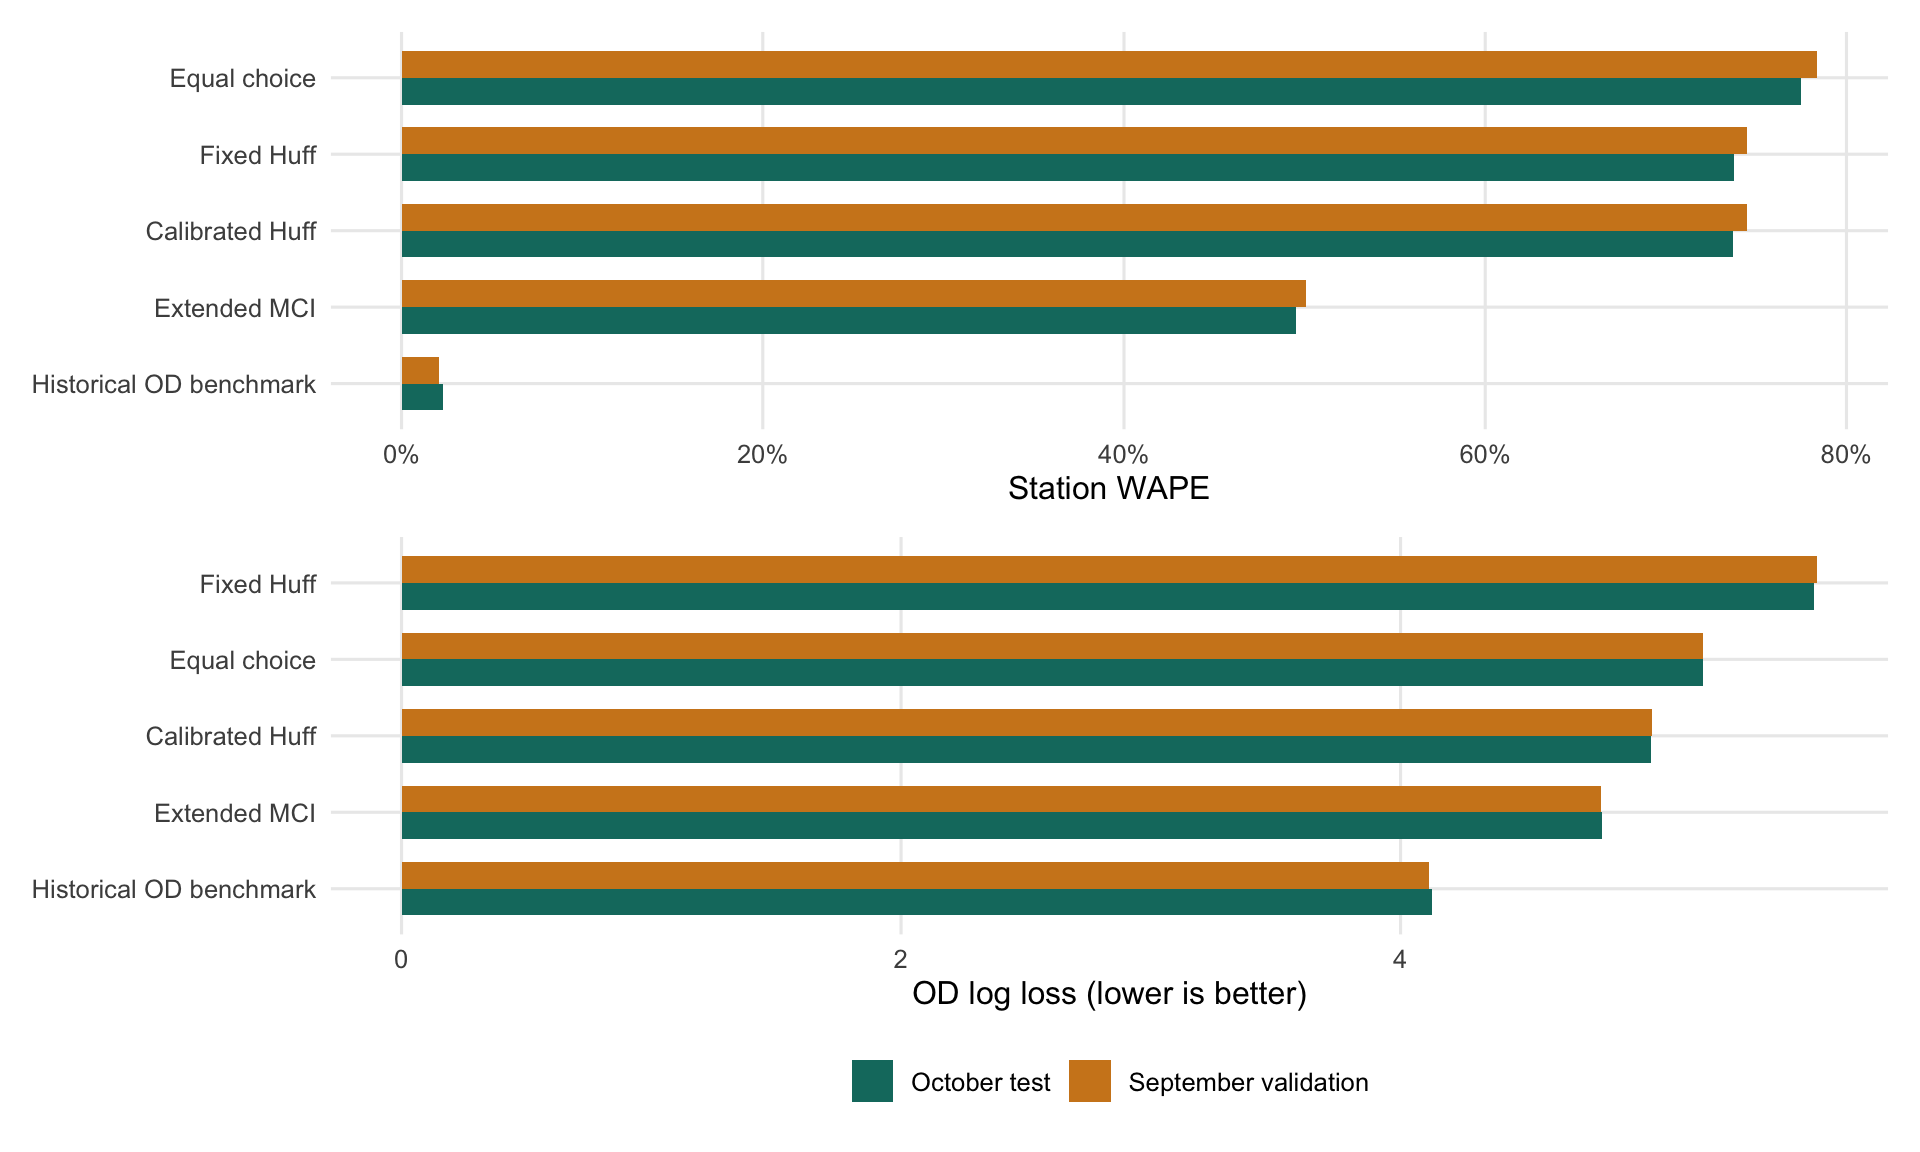 Equal choice
Fixed Huff
Calibrated Huff
Extended MCI
Historical OD benchmark
0% 20% 40% 60% 80%
Station WAPE
Fixed Huff
Equal choice
Calibrated Huff
Extended MCI
Historical OD benchmark
0 2 4
OD log loss (lower is better)
October test September validation